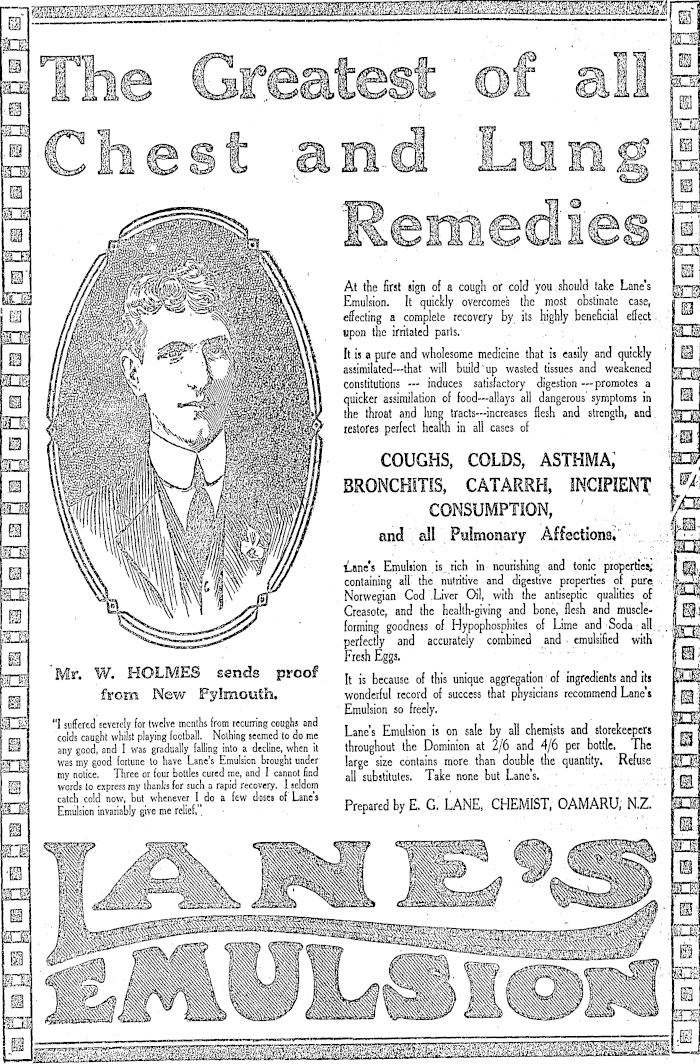 The Greatest of all
Chest and Lung
Remedies
At the first sign of a cough or cold you should take Lane's
Emulsion. It quickly overcomes the most obstinate case,
effecting a complete recovery by its highly beneficial effect
upon the irritated parts.
It is a pure and wholesome medicine that is easily and quickly
assimilated---that will build up wasted tissues and weakened
constitutions --- induces satisfactory digestion ---promotes a
quicker assimilation of food---allays all dangerous symptoms in
the throat and lung tracts---increases flesh and strength, and
restores perfect health in all cases of
COUGHS, COLDS, ASTHMA,
BRONCHITIS, CATARRH, INCIPIENT
CONSUMPTION,
and all Pulmonary Affections.
Lane's Emulsion is rich in nourishing and tonic properties,
containing all the nutritive and digestive properties of pure
Norwegian Cod Liver Oil, with the antiseptic qualities of
Creasote, and the health-giving and bone, flesh and muscle-
forming goodness of Hypophosphites of Lime and Soda all
perfectly and accurately combined and emulsified with
Fresh Eggs.
It is because of this unique aggregation of ingredients and its
wonderful record of success that physicians recommend Lane's
Emulsion so freely.
Lane's Emulsion is on sale by all chemists and storekeepers
throughout the Dominion at 2/6 and 4/6 per bottle. The
large size contains more than double the quantity. Refuse
all substitutes. Take none but Lane's.
Prepared by E. G. LANE, CHEMIST, OAMARU, N.Z.
Mr. W. HOLMES sends proof
from New Pylmouth.
"I suffered severely for twelve months from recurring coughs and
colds caught whilst playing football. Nothing seemed to do me
any good, and I was gradually falling into a decline, when it
was my good fortune to have Lane's Emulsion brought under
my notice. Three or four bottles cured me, and I cannot find
words to express my thanks for such a rapid recovery. I seldom
catch cold now, but whenever I do a few doses of Lane's
Emulsion invariably give me relief."
LANE'S
EMULSION